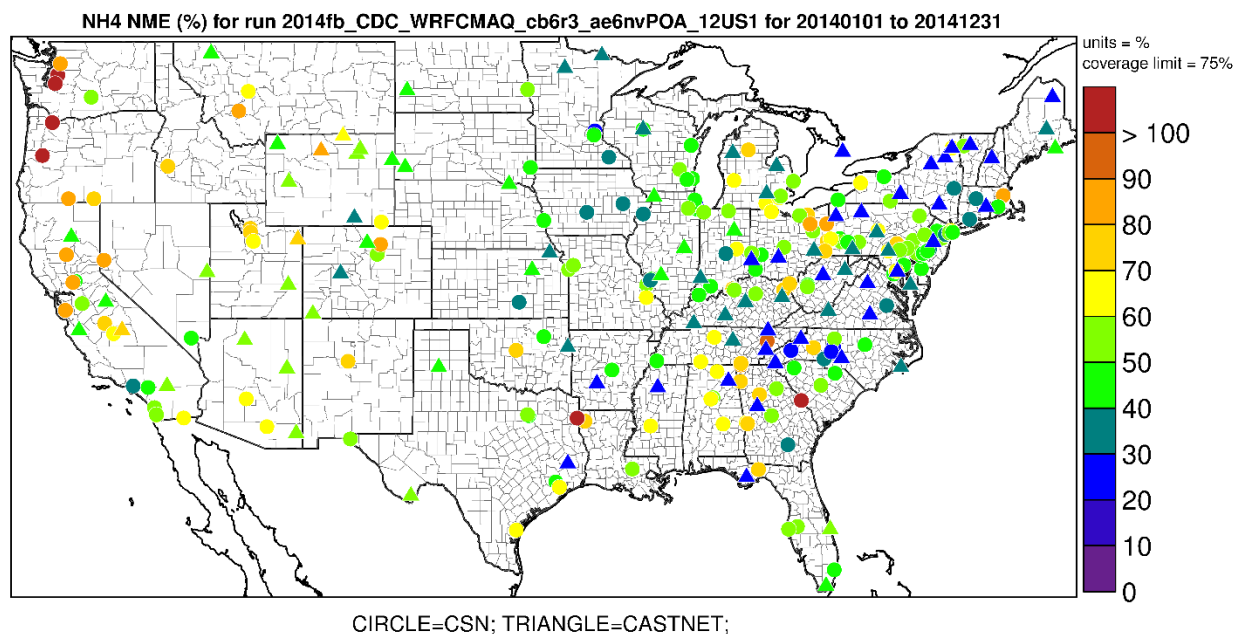 NH4 NME (%) for run 2014fb_CDC_WRFCMAQ_cb6r3_ae6nvPOA_12US1 for 20140101 to 20141231
units = %
coverage limit = 75%
> 100
90
80
70
60
50
40
30
20
10
0
CIRCLE=CSN; TRIANGLE=CASTNET;